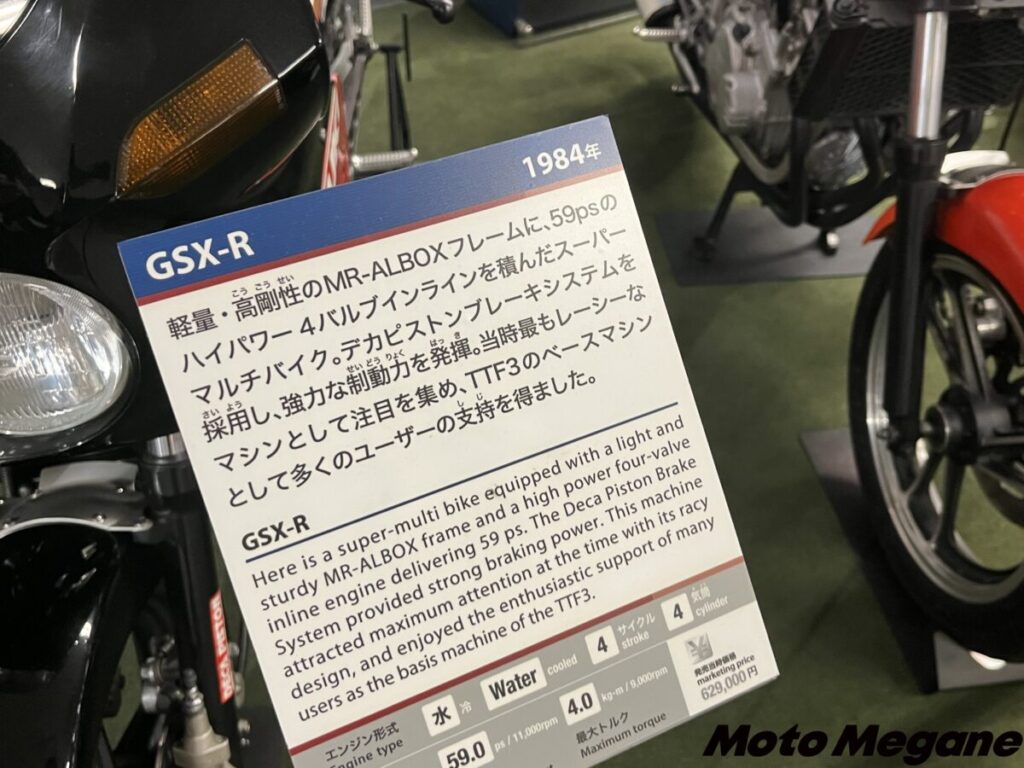 1984年
GSX-R
軽量・高剛性のMR-ALBOXフレームに、59psの
ハイパワー4バルブインラインを積んだスーパー
マルチバイク。デカピストンブレーキシステムを
採用し、強力な制動力を発揮。当時最もレーシーな
マシンとして注目を集め、TTF3のベースマシン
として多くのユーザーの支持を得ました。
GSX-R
Here is a super-multi bike equipped with a light and
sturdy MR-ALBOX frame and a high power four-valve
inline engine delivering 59 ps. The Deca Piston Brake
System provided strong braking power. This machine
attracted maximum attention at the time with its racy
design, and enjoyed the enthusiastic support of many
users as the basis machine of the TTF3.
エンジン形式 水冷 Water cooled 4 サイクル 4 気筒
Engine type stroke cylinder
59.0 ps / 11,000rpm 最大トルク 4.0 kg-m / 9,000rpm
Maximum torque
発売当時価格
marketing price
629,000円
DECA PISTON
Moto Megane